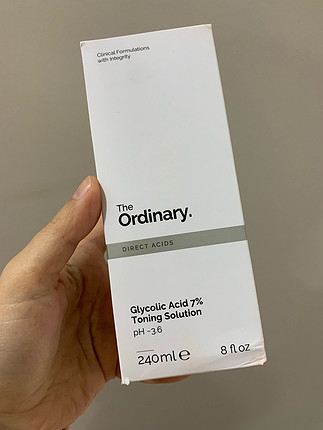 Clinical Formulations
with Integrity.
The
Ordinary.
DIRECT ACIDS
Glycolic Acid 7%
Toning Solution
pH ~3.6
240ml e 8 fl oz